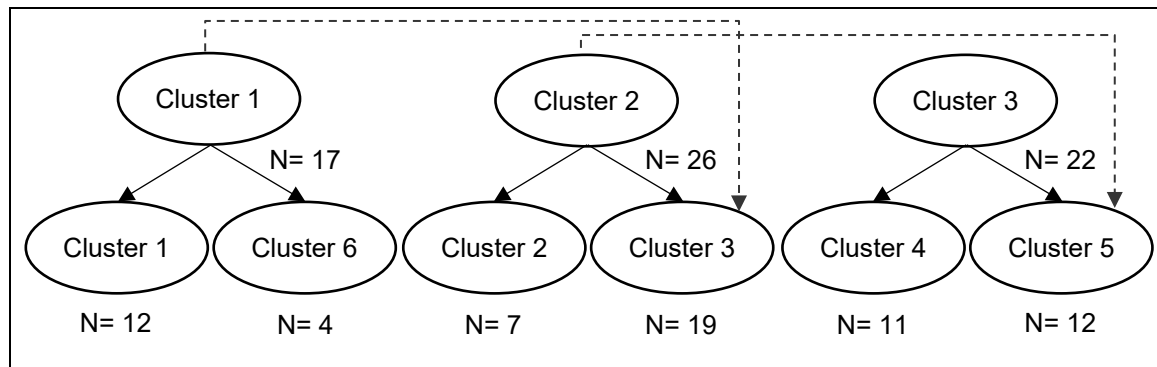 Cluster 1
Cluster 2
Cluster 3
N= 17
N= 26
N= 22
Cluster 1
Cluster 6
Cluster 2
Cluster 3
Cluster 4
Cluster 5
N= 12
N= 4
N= 7
N= 19
N= 11
N= 12